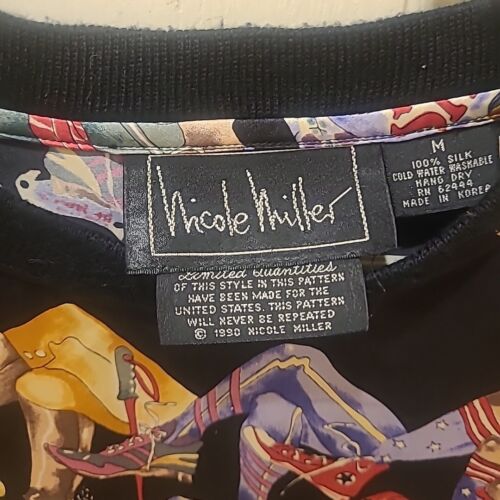 Nicole Miller
M
100% SILK
COLD WATER WASHABLE
HANG DRY
RN 62444
MADE IN KOREA
Limited Quantities
OF THIS STYLE IN THIS PATTERN
HAVE BEEN MADE FOR THE
UNITED STATES. THIS PATTERN
WILL NEVER BE REPEATED
© 1990 NICOLE MILLER